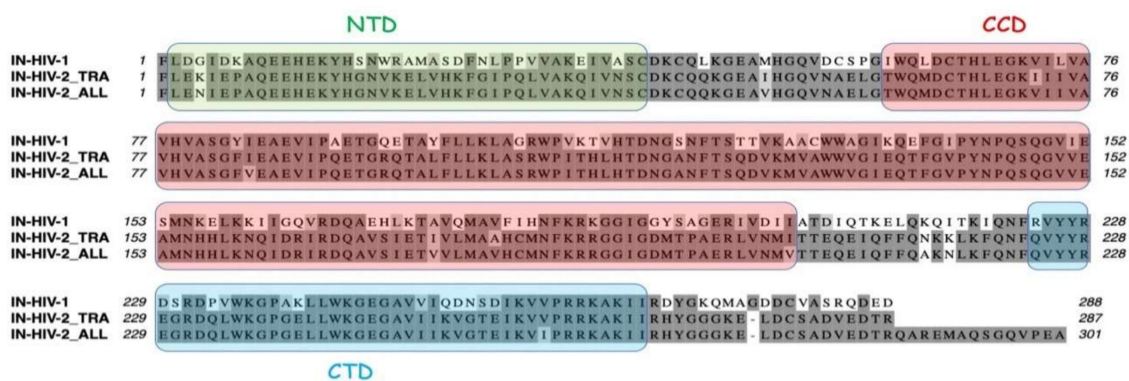 NTD CCD
IN-HIV-1 1 FLDGIDKAQEEHEKYHSNWRAMASDFNLPPVVAKEIVASCDKCQLKGEAMHGQVDCSPGIWQLDCTHLEGKVILVA 76
IN-HIV-2_TRA 1 FLEKIEPAQEEHEKYHGNVKELVHKFGIPQLVAKQIVNSCDKCQQKGEAIHGQVNAELGTWQMDCTHLEGKIIIVA 76
IN-HIV-2_ALL 1 FLENIEPAQEEHEKYHGNVKELVHKFGIPQLVAKQIVNSCDKCQQKGEAVHGQVNAELGTWQMDCTHLEGKVIIVA 76
IN-HIV-1 77 VHVASGYIEAEVIPAETGQETAYFLLKLAGRWPVKTVHTDNGSNFTSTTVKAACWWAGIKQEFGIPYNPQSQGVIE 152
IN-HIV-2_TRA 77 VHVASGFIEAEVIPQETGRQTALFLLKLASRWPITHLHTDNGANFTSQDVKMVAWWVGIEQTFGVPYNPQSQGVVE 152
IN-HIV-2_ALL 77 VHVASGFVEAEVIPQETGRQTALFLLKLASRWPITHLHTDNGANFTSQDVKMVAWWVGIEQTFGVPYNPQSQGVVE 152
IN-HIV-1 153 SMNKELKKIIGQVRDQAEHLKTAVQMAVFIHNFKRKGGIGGYSAGERIVDIIATDIQTKELQKQITKIQNFRVYYR 228
IN-HIV-2_TRA 153 AMNHHLKNQIDRIRDQAVSIETIVLMAAHCMNFKRRGGIGDMTPAERLVNMITTEQEIQFFQNKKLKFQNFQVYYR 228
IN-HIV-2_ALL 153 AMNHHLKNQIDRIRDQAVSIETVVLMAVHCMNFKRRGGIGDMTPAERLVNMVTTEQEIQFFQAKNLKFQNFQVYYR 228
IN-HIV-1 229 DSRDPVWKGPAKLLWKGEGAVVIQDNSDIKVVPRRKAKIIRDYGKQMAGDDCVASRQDED 288
IN-HIV-2_TRA 229 EGRDQLWKGPGELLWKGEGAVIIKVGTEIKVVPRRKAKIIRHYGGGKE-LDCSADVEDTR 287
IN-HIV-2_ALL 229 EGRDQLWKGPGELLWKGEGAVIIKVGTEIKVIPRRKAKIIRHYGGGKE-LDCSADVEDTRQAREMAQSGQVPEA 301
CTD